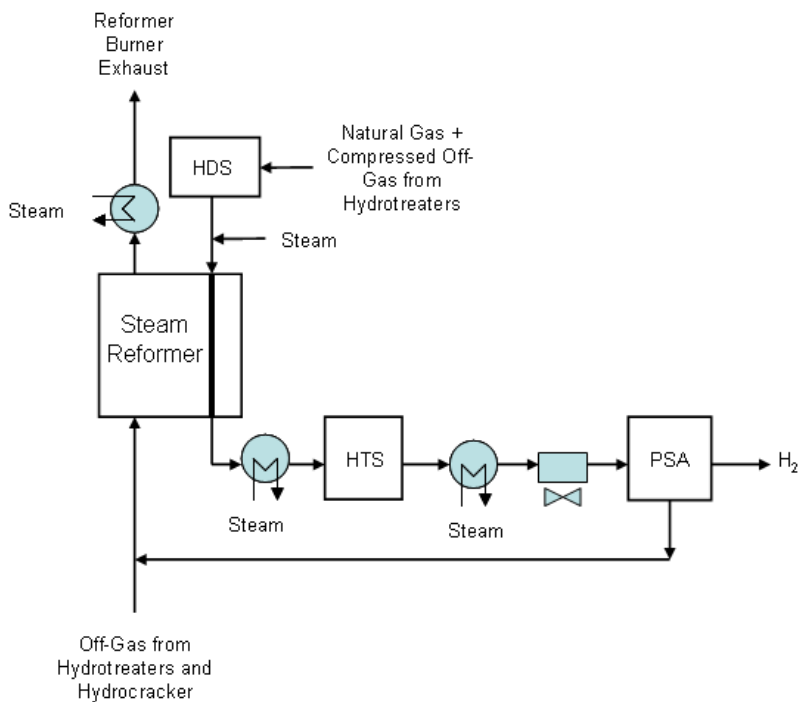 Reformer
Burner
Exhaust
HDS
Natural Gas +
Compressed Off-
Gas from
Hydrotreaters
Steam
Steam
Steam
Reformer
HTS
PSA
H2
Steam
Steam
Off-Gas from
Hydrotreaters and
Hydrocracker